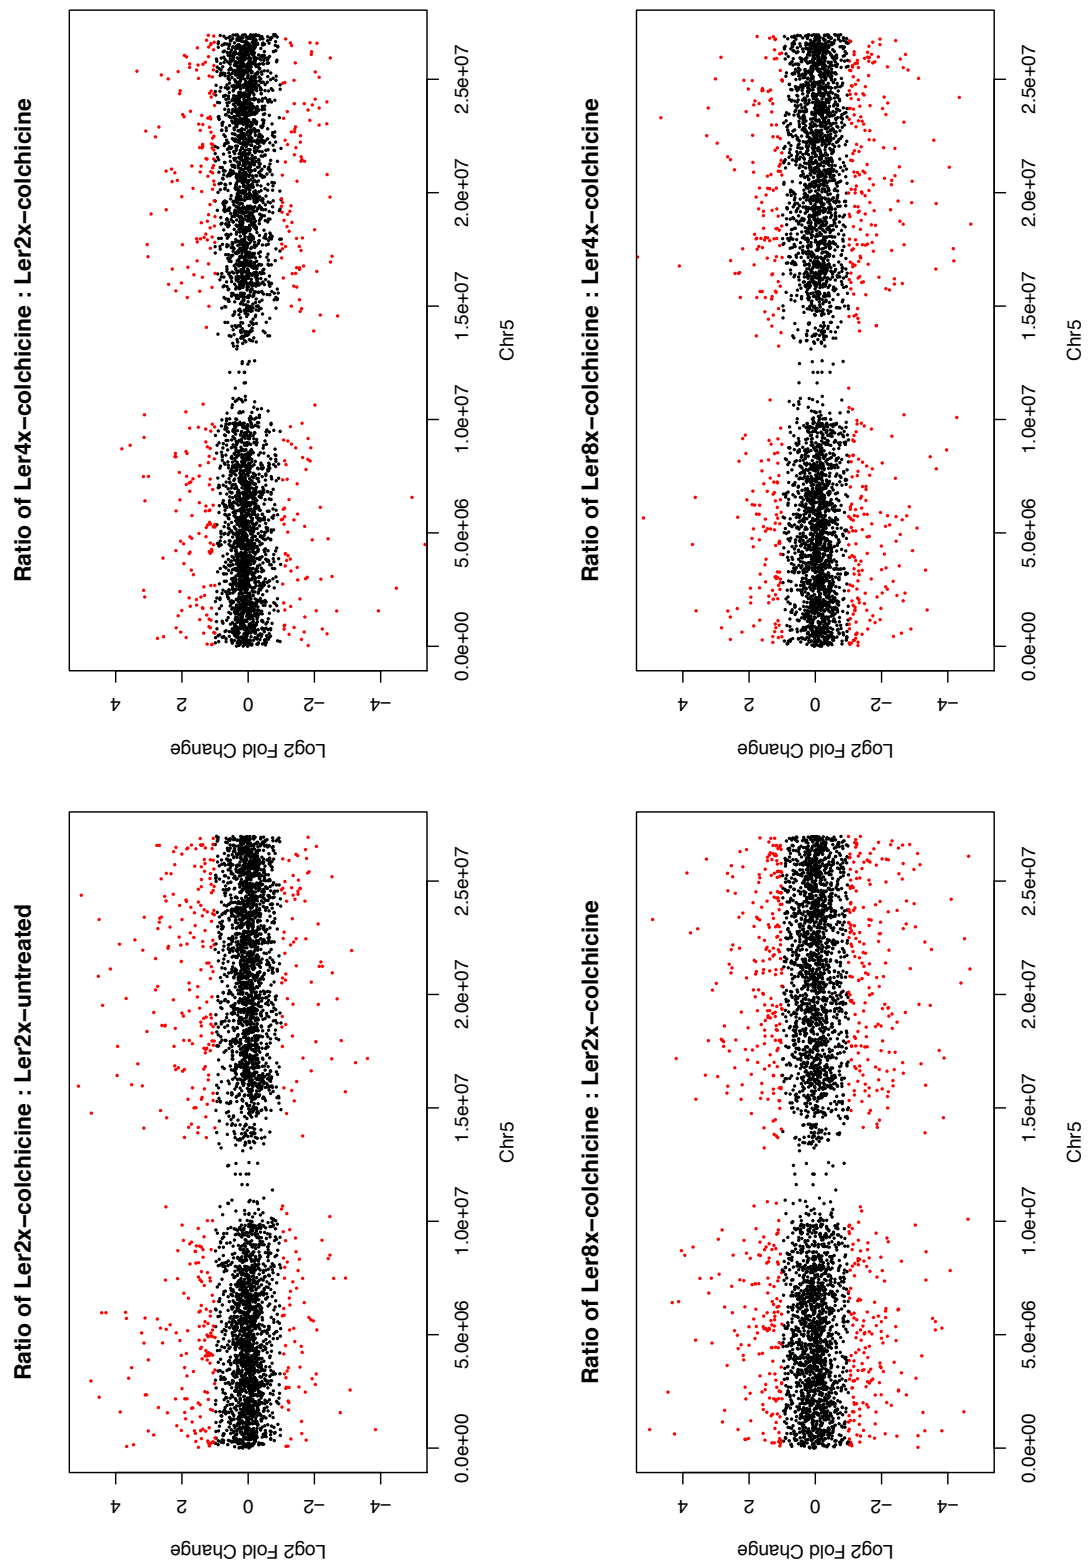 Ratio of Ler2x−colchicine : Ler2x−untreated
Log2 Fold Change
4
2
0
−2
−4
0.0e+00 5.0e+06 1.0e+07 1.5e+07 2.0e+07 2.5e+07
Chr5
Ratio of Ler4x−colchicine : Ler2x−colchicine
Log2 Fold Change
4
2
0
−2
−4
0.0e+00 5.0e+06 1.0e+07 1.5e+07 2.0e+07 2.5e+07
Chr5
Ratio of Ler8x−colchicine : Ler2x−colchicine
Log2 Fold Change
4
2
0
−2
−4
0.0e+00 5.0e+06 1.0e+07 1.5e+07 2.0e+07 2.5e+07
Chr5
Ratio of Ler8x−colchicine : Ler4x−colchicine
Log2 Fold Change
4
2
0
−2
−4
0.0e+00 5.0e+06 1.0e+07 1.5e+07 2.0e+07 2.5e+07
Chr5